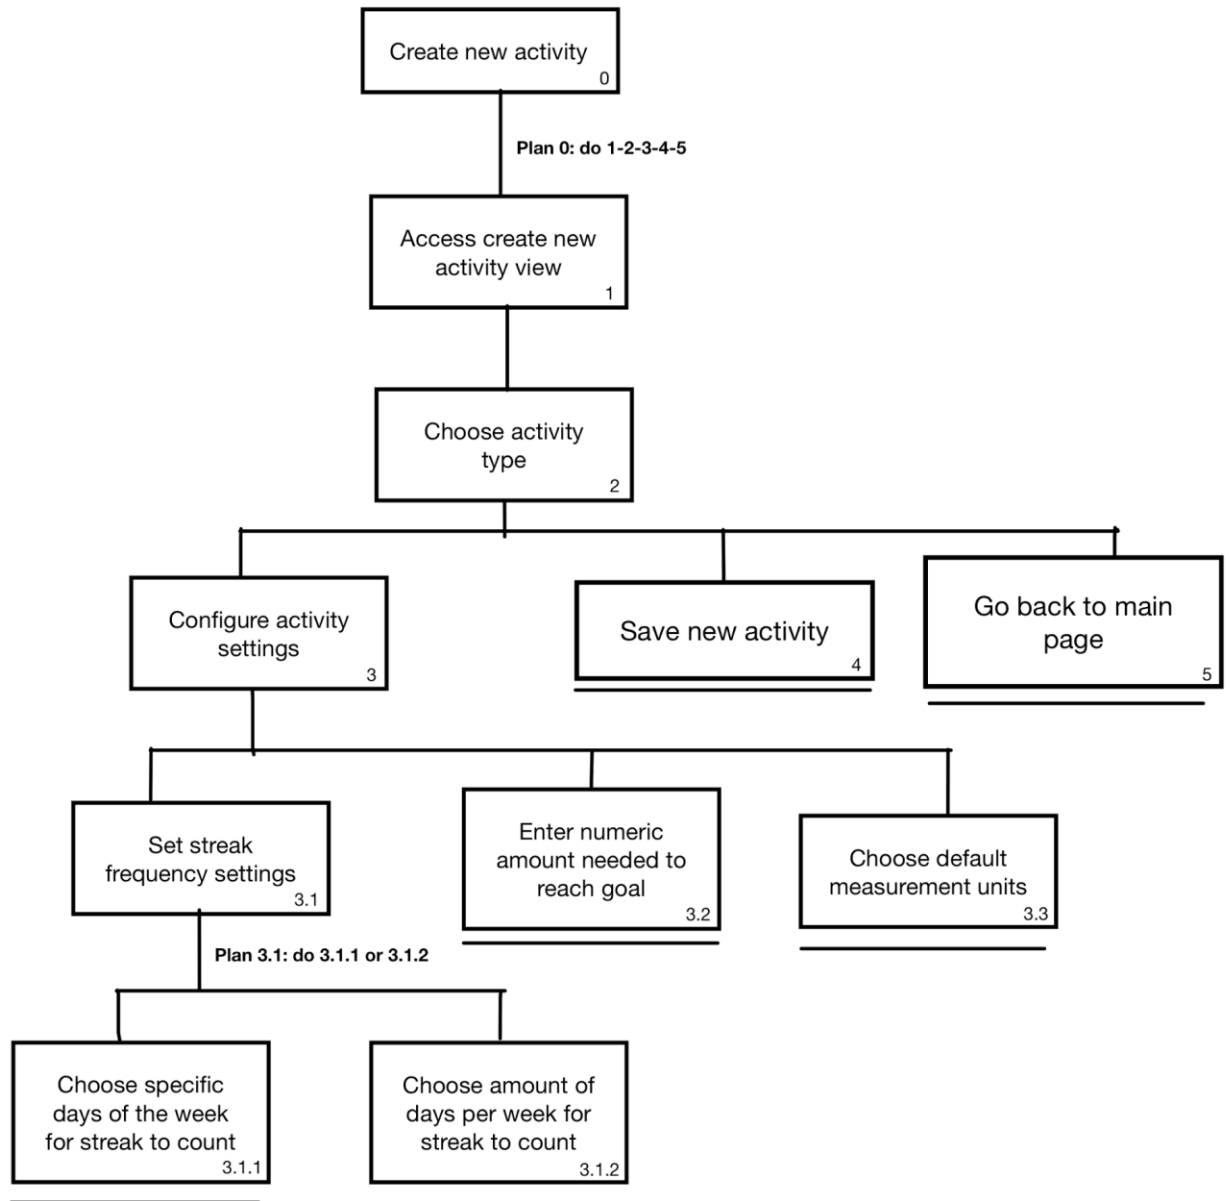 Create new activity
0
Plan 0: do 1-2-3-4-5
Access create new
activity view
1
Choose activity
type
2
Configure activity
settings
3
Save new activity
4
Go back to main
page
5
Set streak
frequency settings
3.1
Enter numeric
amount needed to
reach goal
3.2
Choose default
measurement units
3.3
Plan 3.1: do 3.1.1 or 3.1.2
Choose specific
days of the week
for streak to count
3.1.1
Choose amount of
days per week for
streak to count
3.1.2